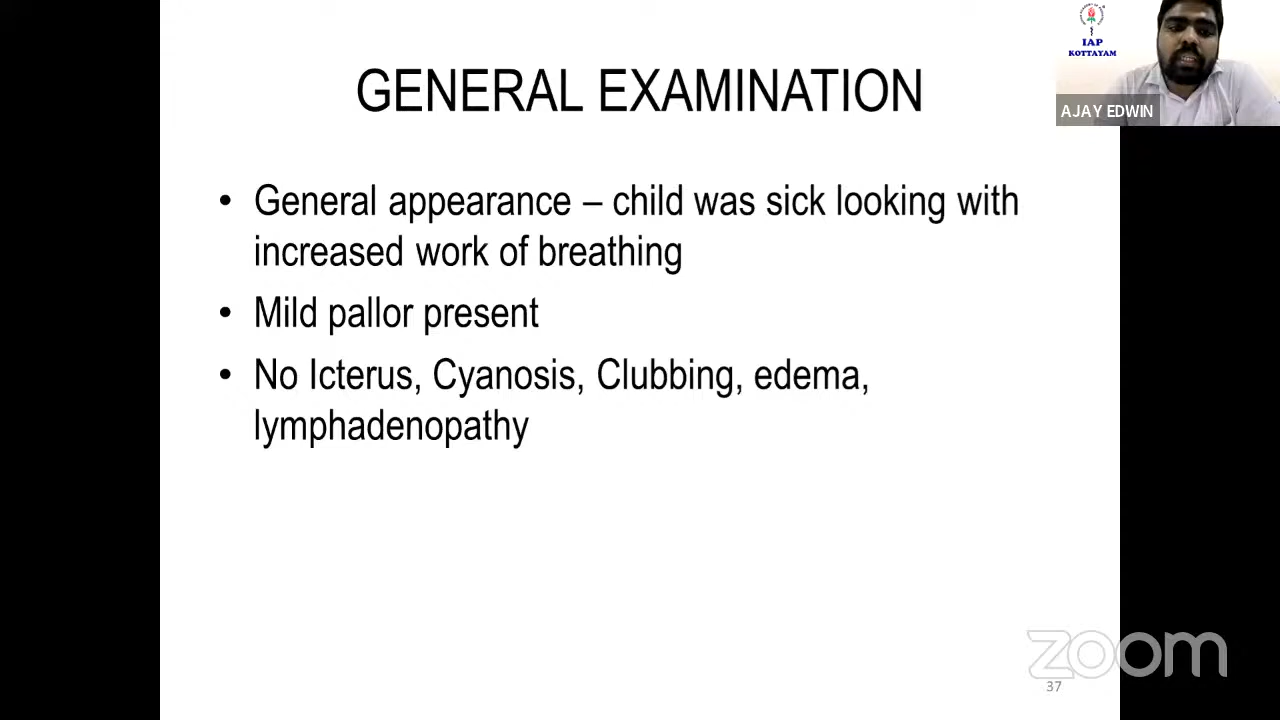 IAP
KOTTAYAM
AJAY EDWIN
GENERAL EXAMINATION
• General appearance – child was sick looking with
increased work of breathing
• Mild pallor present
• No Icterus, Cyanosis, Clubbing, edema,
lymphadenopathy
zoom
37